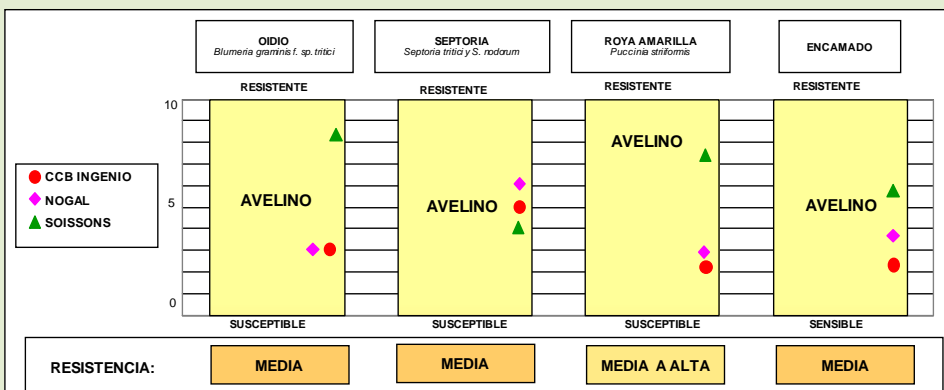 OIDIO
Blumeria graminis f. sp. tritici
SEPTORIA
Septoria tritici y S. nodorum
ROYA AMARILLA
Puccinia striiformis
ENCAMADO
RESISTENTE
RESISTENTE
RESISTENTE
RESISTENTE
10
5
0
CCB INGENIO
NOGAL
SOISSONS
AVELINO
AVELINO
AVELINO
AVELINO
SUSCEPTIBLE
SUSCEPTIBLE
SUSCEPTIBLE
SENSIBLE
RESISTENCIA:
MEDIA
MEDIA
MEDIA A ALTA
MEDIA